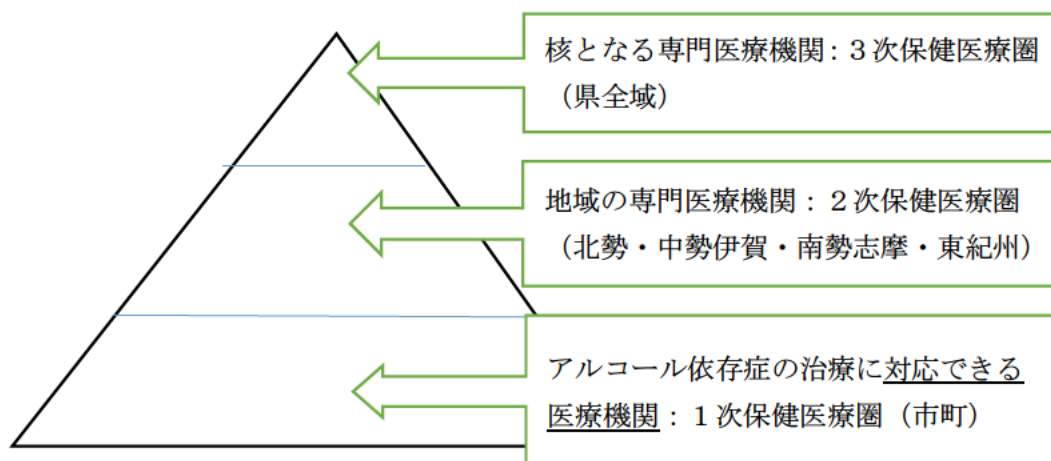 核となる専門医療機関：３次保健医療圏
（県全域）
地域の専門医療機関：２次保健医療圏
（北勢・中勢伊賀・南勢志摩・東紀州）
アルコール依存症の治療に対応できる
医療機関：１次保健医療圏（市町）